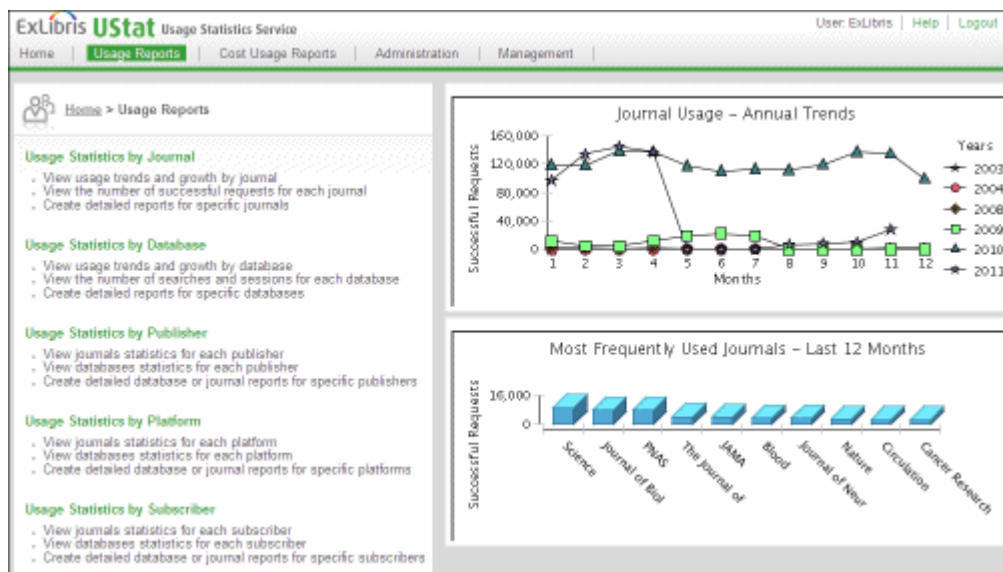 ExLibris UStat Usage Statistics Service
User: ExLibris | Help | Logout
Home | Usage Reports | Cost Usage Reports | Administration | Management |
Home > Usage Reports
Usage Statistics by Journal
View usage trends and growth by journal
View the number of successful requests for each journal
Create detailed reports for specific journals
Usage Statistics by Database
View usage trends and growth by database
View the number of searches and sessions for each database
Create detailed reports for specific databases
Usage Statistics by Publisher
View journals statistics for each publisher
View databases statistics for each publisher
Create detailed database or journal reports for specific publishers
Usage Statistics by Platform
View journals statistics for each platform
View databases statistics for each platform
Create detailed database or journal reports for specific platforms
Usage Statistics by Subscriber
View journals statistics for each subscriber
View databases statistics for each subscriber
Create detailed database or journal reports for specific subscribers
Journal Usage – Annual Trends
Successful Requests
160,000
120,000
80,000
40,000
0
1 2 3 4 5 6 7 8 9 10 11 12
Months
Years
2003
2004
2008
2009
2010
2011
Most Frequently Used Journals – Last 12 Months
Successful Requests
16,000
0
Science
Journal of Biol
PNAS
The Journal of
JAMA
Blood
Journal of Neur
Nature
Circulation
Cancer Research